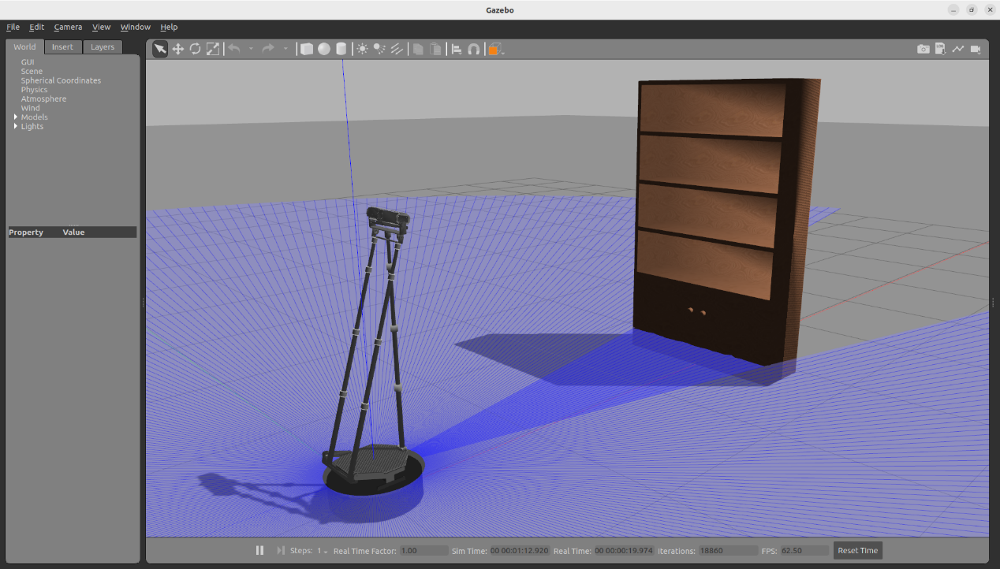 Gazebo
File Edit Camera View Window Help
World Insert Layers
GUI
Scene
Spherical Coordinates
Physics
Atmosphere
Wind
Models
Lights
Property Value
Steps: 1 Real Time Factor: 1.00 Sim Time: 00 00:01:12.920 Real Time: 00 00:00:19.974 Iterations: 18860 FPS: 62.50 Reset Time